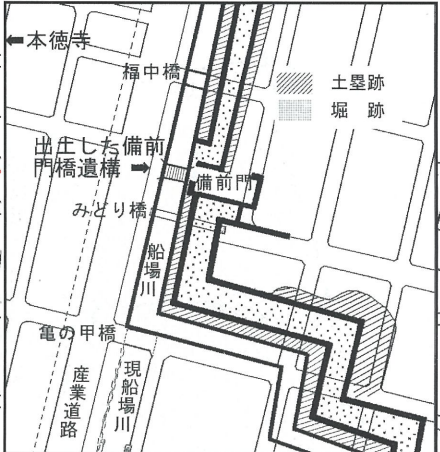 ←本徳寺
福中橋
土塁跡
堀 跡
出土した備前
門橋遺構➡
備前門
みどり橋
船場川
亀の甲橋
産業道路
現船場川